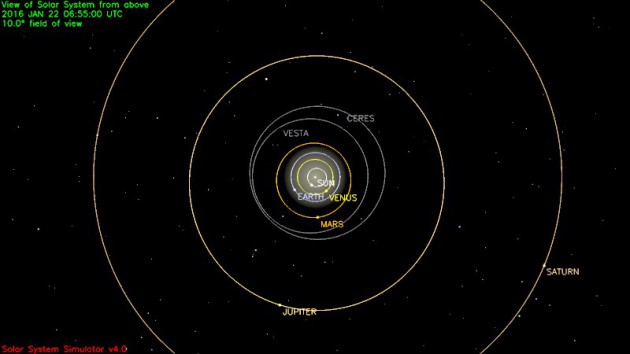 View of Solar System from above
2016 JAN 22 06:55:00 UTC
10.0° field of view
CERES
VESTA
SUN
EARTH
VENUS
MARS
SATURN
JUPITER
Solar System Simulator v4.0